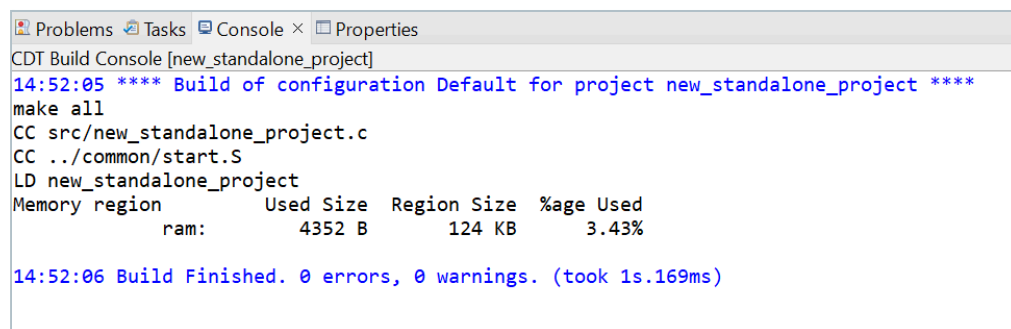 Problems Tasks Console × Properties
CDT Build Console [new_standalone_project]
14:52:05 **** Build of configuration Default for project new_standalone_project ****
make all
CC src/new_standalone_project.c
CC ../common/start.S
LD new_standalone_project
Memory region Used Size Region Size %age Used
ram: 4352 B 124 KB 3.43%
14:52:06 Build Finished. 0 errors, 0 warnings. (took 1s.169ms)